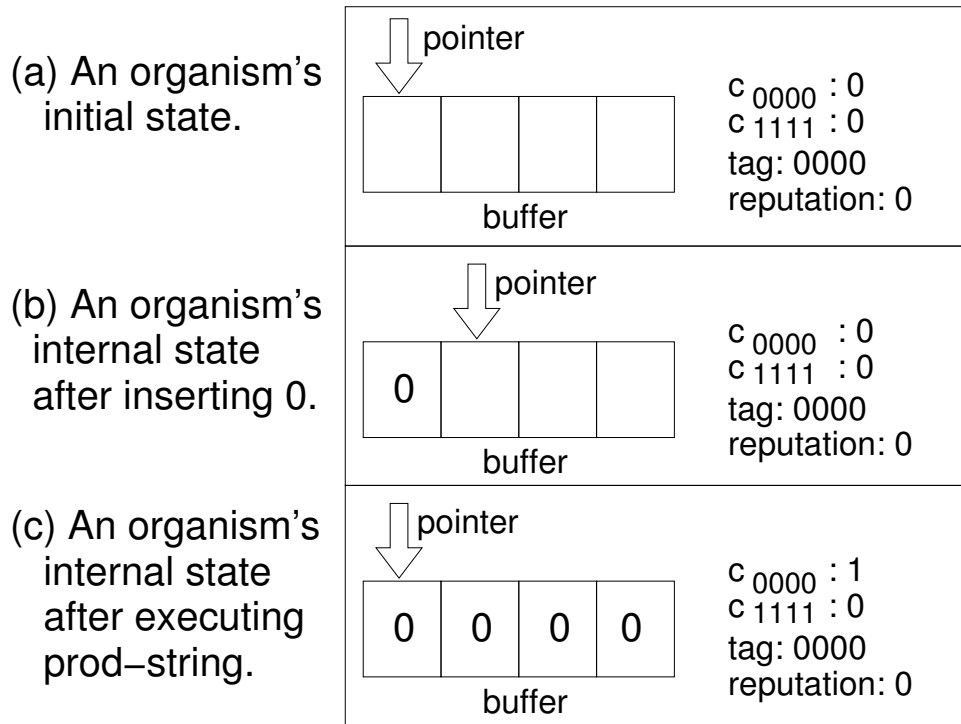 (a) An organism's
initial state.
pointer
buffer
c 0000 : 0
c 1111 : 0
tag: 0000
reputation: 0
(b) An organism's
internal state
after inserting 0.
pointer
0
buffer
c 0000 : 0
c 1111 : 0
tag: 0000
reputation: 0
(c) An organism's
internal state
after executing
prod−string.
pointer
0 0 0 0
buffer
c 0000 : 1
c 1111 : 0
tag: 0000
reputation: 0